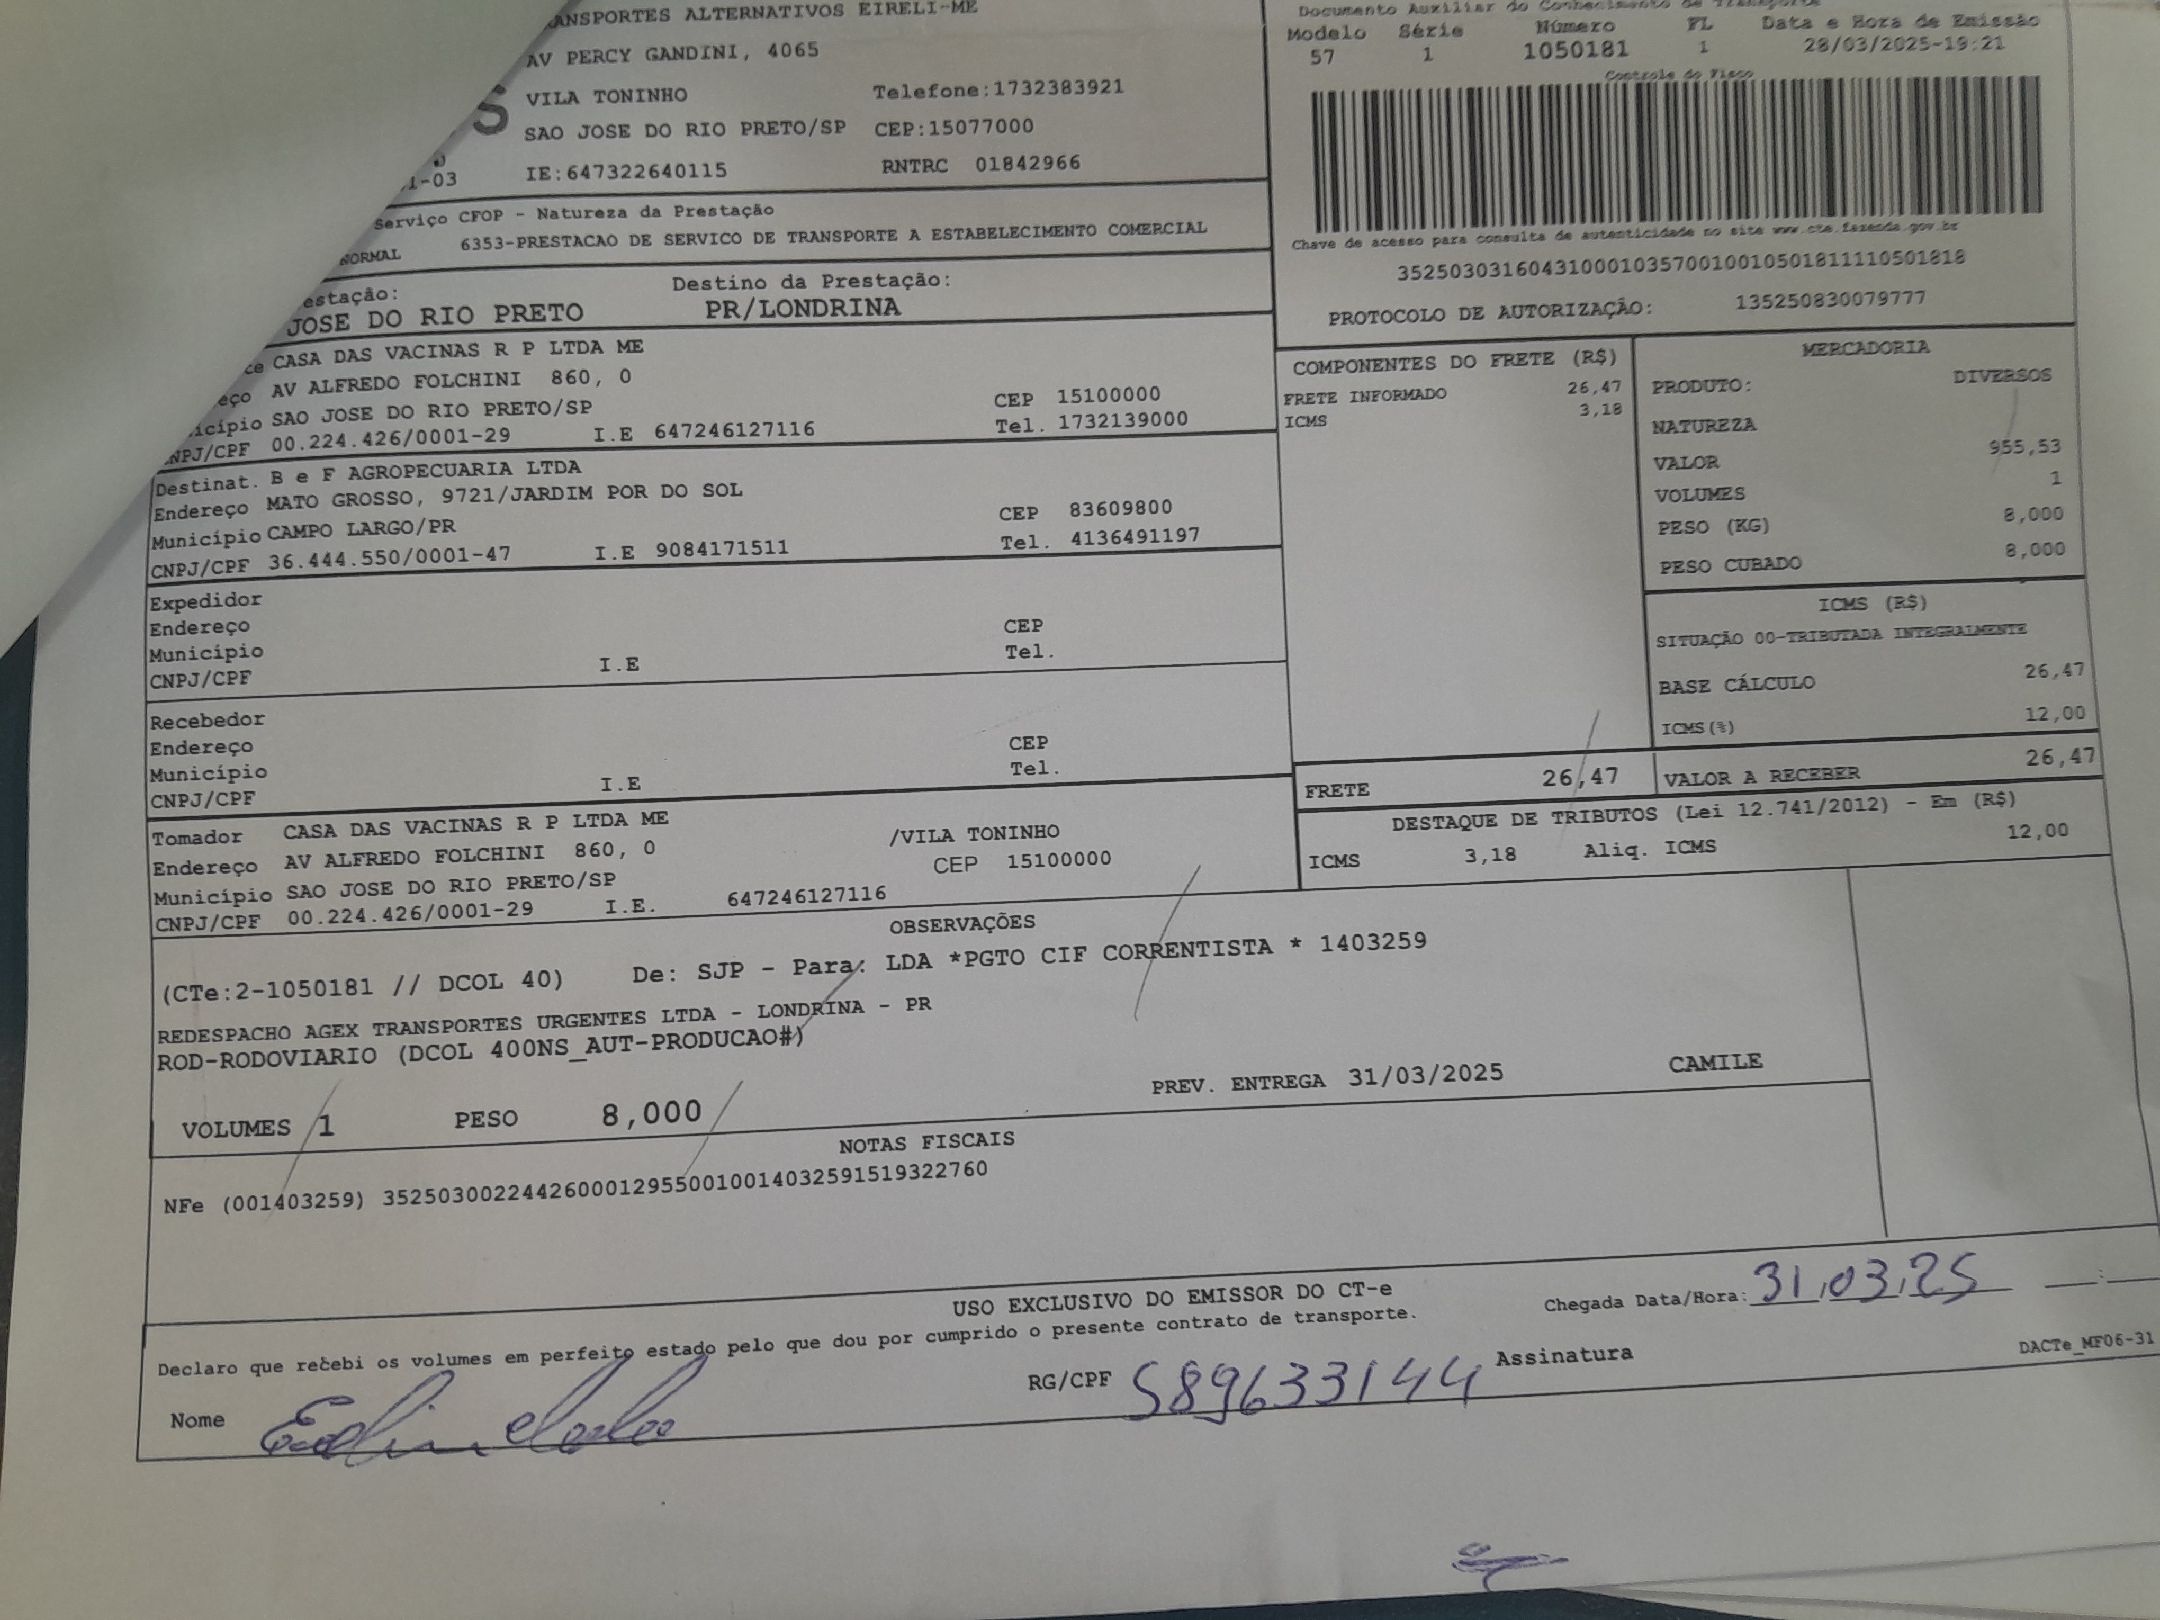 TRANSPORTES ALTERNATIVOS EIRELI-ME
AV PERCY GANDINI, 4065
VILA TONINHO Telefone:1732383921
SAO JOSE DO RIO PRETO/SP CEP:15077000
1-03 IE:647322640115 RNTRC 01842966
Documento Auxiliar do Conhecimento de Transporte
Modelo Série Número FL Data e Hora de Emissão
57 1 1050181 1 28/03/2025-19:21
Controle do Fisco
Chave de acesso para consulta de autenticidade no site www.cte.fazenda.gov.br
35250303160431000103570010010501811110501818
PROTOCOLO DE AUTORIZAÇÃO: 135250830079777
Serviço CFOP - Natureza da Prestação
NORMAL 6353-PRESTACAO DE SERVICO DE TRANSPORTE A ESTABELECIMENTO COMERCIAL
estação: Destino da Prestação:
JOSE DO RIO PRETO PR/LONDRINA
ce CASA DAS VACINAS R P LTDA ME
eço AV ALFREDO FOLCHINI 860, 0
icípio SAO JOSE DO RIO PRETO/SP CEP 15100000
CNPJ/CPF 00.224.426/0001-29 I.E 647246127116 Tel. 1732139000
Destinat. B e F AGROPECUARIA LTDA
Endereço MATO GROSSO, 9721/JARDIM POR DO SOL
Município CAMPO LARGO/PR CEP 83609800
CNPJ/CPF 36.444.550/0001-47 I.E 9084171511 Tel. 4136491197
Expedidor
Endereço CEP
Município Tel.
CNPJ/CPF I.E
Recebedor
Endereço CEP
Município Tel.
CNPJ/CPF I.E
Tomador CASA DAS VACINAS R P LTDA ME
Endereço AV ALFREDO FOLCHINI 860, 0 /VILA TONINHO
Município SAO JOSE DO RIO PRETO/SP CEP 15100000
CNPJ/CPF 00.224.426/0001-29 I.E. 647246127116
COMPONENTES DO FRETE (R$)
FRETE INFORMADO 26,47
ICMS 3,18
MERCADORIA
PRODUTO: DIVERSOS
NATUREZA
VALOR 955,53
VOLUMES 1
PESO (KG) 8,000
PESO CUBADO 8,000
ICMS (R$)
SITUAÇÃO 00-TRIBUTADA INTEGRALMENTE
BASE CÁLCULO 26,47
ICMS(%) 12,00
FRETE 26,47 VALOR A RECEBER 26,47
DESTAQUE DE TRIBUTOS (Lei 12.741/2012) - Em (R$)
ICMS 3,18 Aliq. ICMS 12,00
OBSERVAÇÕES
(CTe:2-1050181 // DCOL 40) De: SJP - Para: LDA *PGTO CIF CORRENTISTA * 1403259
REDESPACHO AGEX TRANSPORTES URGENTES LTDA - LONDRINA - PR
ROD-RODOVIARIO (DCOL 400NS_AUT-PRODUCAO#)
PREV. ENTREGA 31/03/2025 CAMILE
VOLUMES 1 PESO 8,000
NOTAS FISCAIS
NFe (001403259) 35250300224426000129550010014032591519322760
USO EXCLUSIVO DO EMISSOR DO CT-e
Declaro que recebi os volumes em perfeito estado pelo que dou por cumprido o presente contrato de transporte.
Chegada Data/Hora: 31/03/25 __:__
Nome RG/CPF 589633144 Assinatura
DACTe_MF06-31